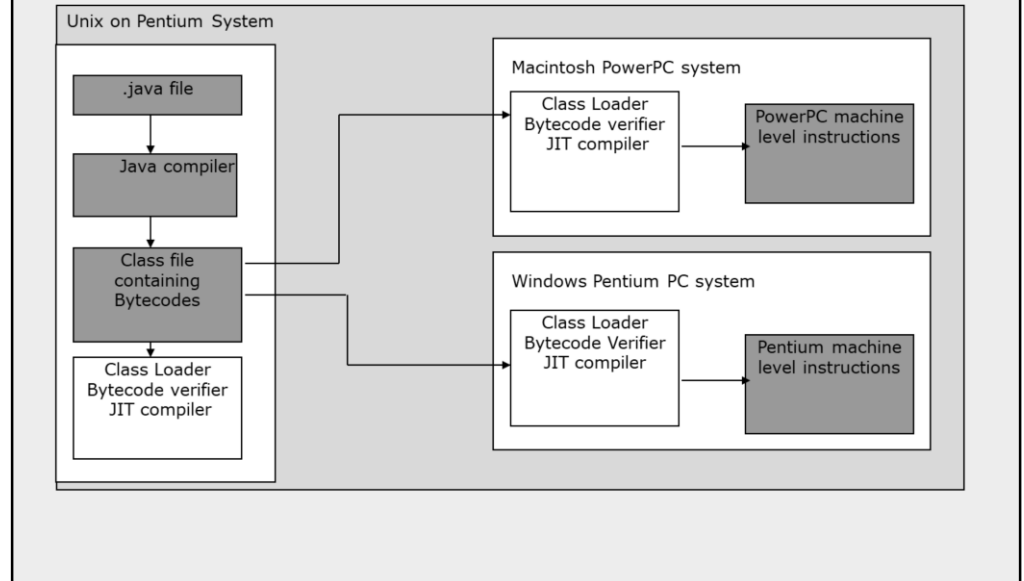 Unix on Pentium System
.java file
Java compiler
Class file
containing
Bytecodes
Class Loader
Bytecode verifier
JIT compiler
Macintosh PowerPC system
Class Loader
Bytecode verifier
JIT compiler
PowerPC machine
level instructions
Windows Pentium PC system
Class Loader
Bytecode Verifier
JIT compiler
Pentium machine
level instructions